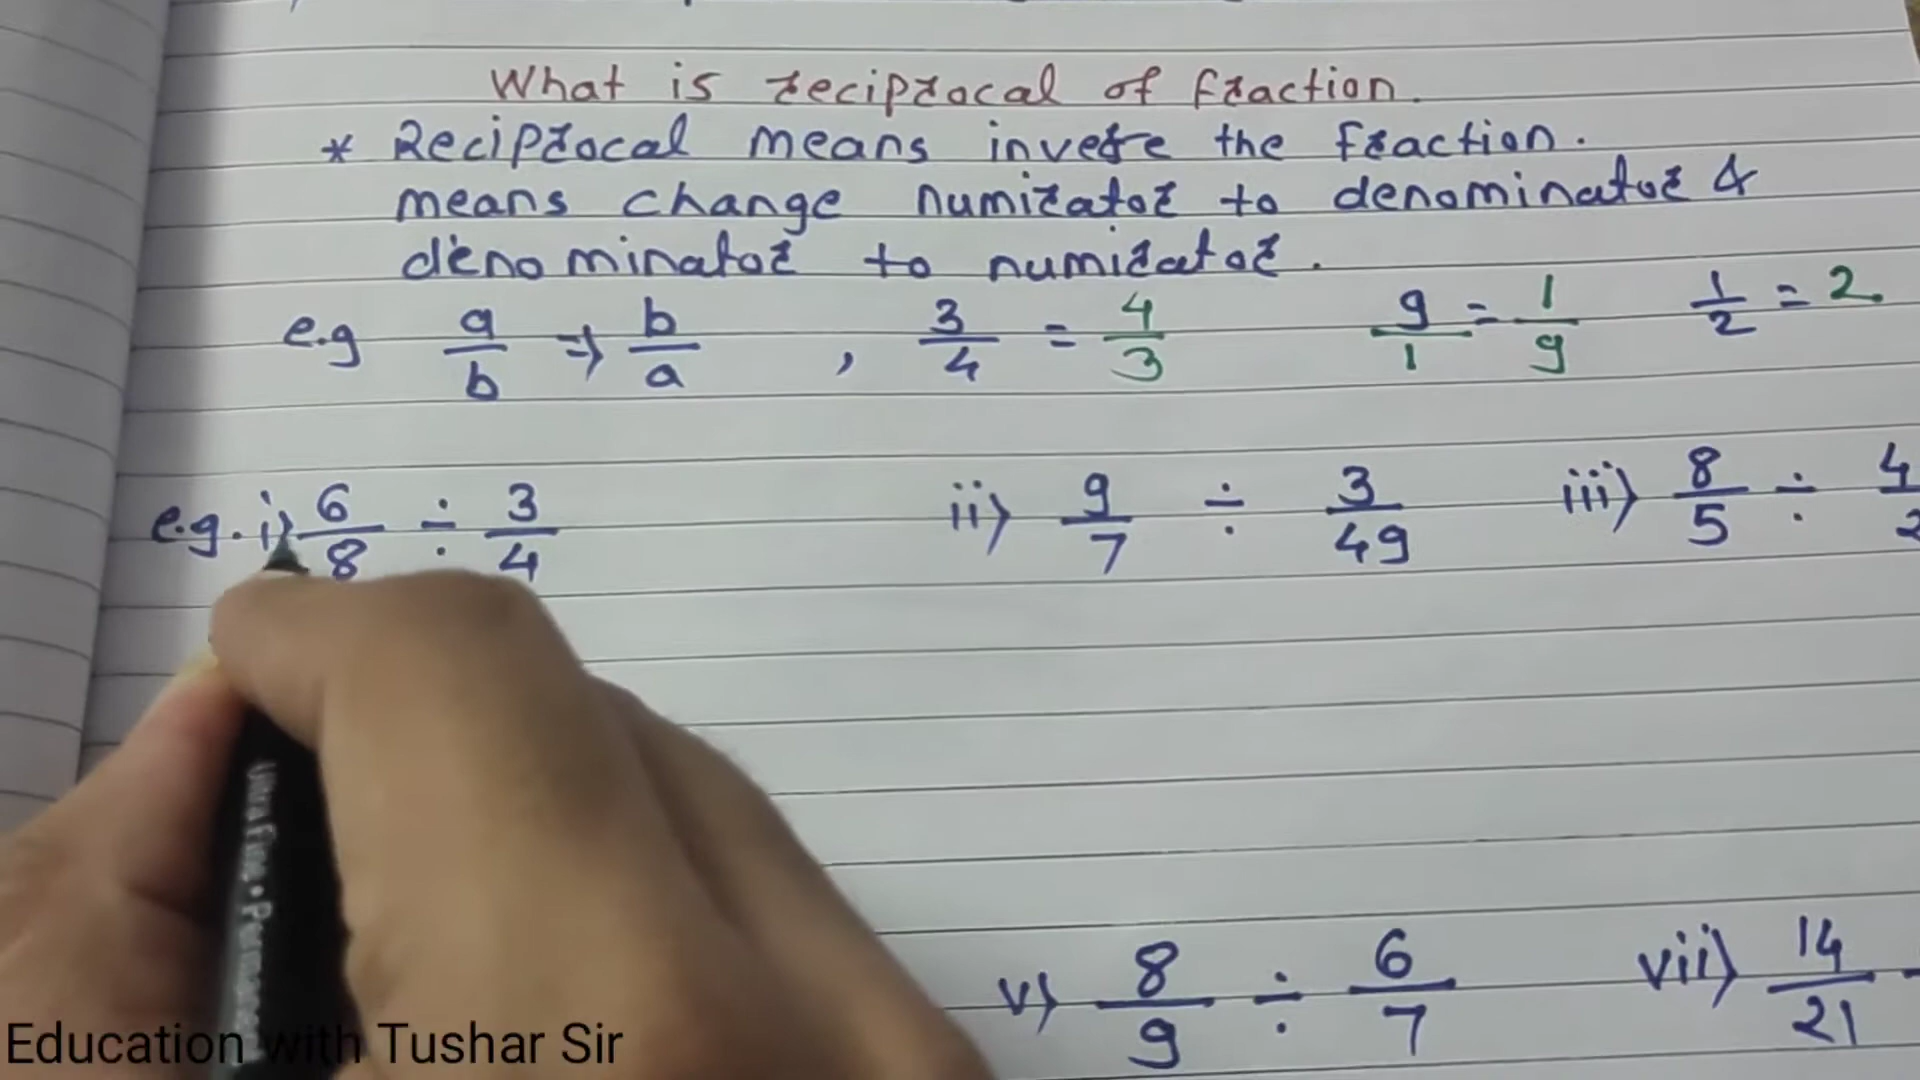 What is reciprocal of fraction.
* Reciprocal means inverse the fraction.
means change numirator to denominator &
denominator to numirator.
e.g a/b ⇒ b/a , 3/4 = 4/3 9/1 = 1/9 1/2 = 2.
e.g. i) 6/8 ÷ 3/4 ii) 9/7 ÷ 3/49 iii) 8/5 ÷ 4/2
v) 8/9 ÷ 6/7 vii) 14/21
Education with Tushar Sir